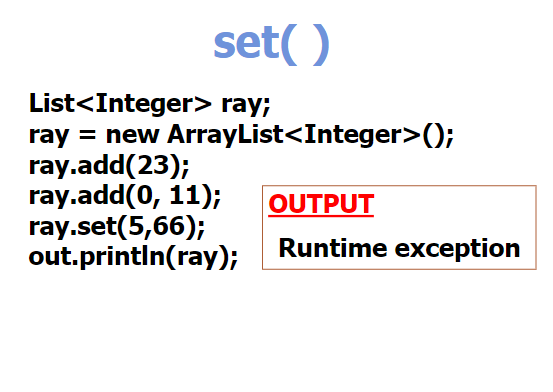 set( )
List<Integer> ray;
ray = new ArrayList<Integer>();
ray.add(23);
ray.add(0, 11);
ray.set(5,66);
out.println(ray);
OUTPUT
Runtime exception